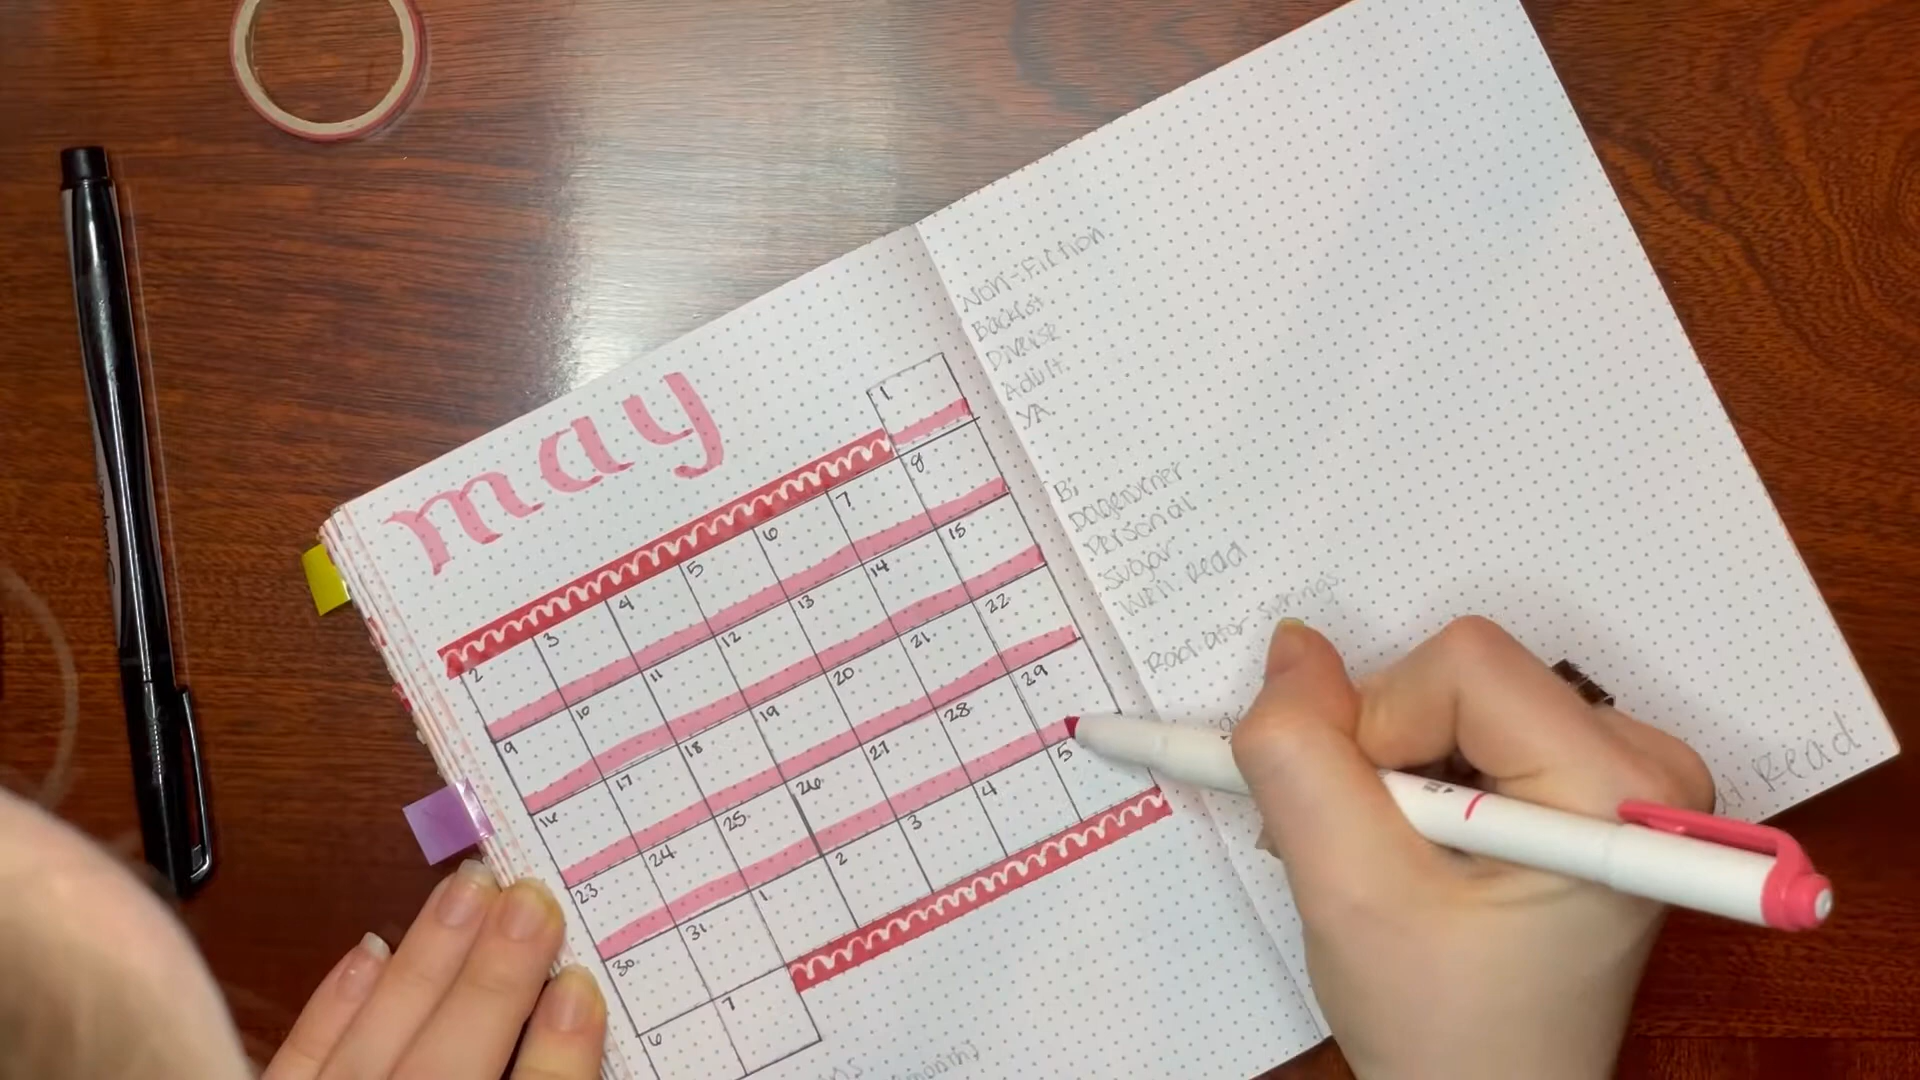 may
1
2 3 4 5 6 7 8
9 10 11 12 13 14 15
16 17 18 19 20 21 22
23 24 25 26 27 28 29
30 31 1 2 3 4 5
6 7
Non-Fiction
Backlist
Diverse
Adult
YA
B;
Personal
Sugar
Well Read
Radiator Springs
Read